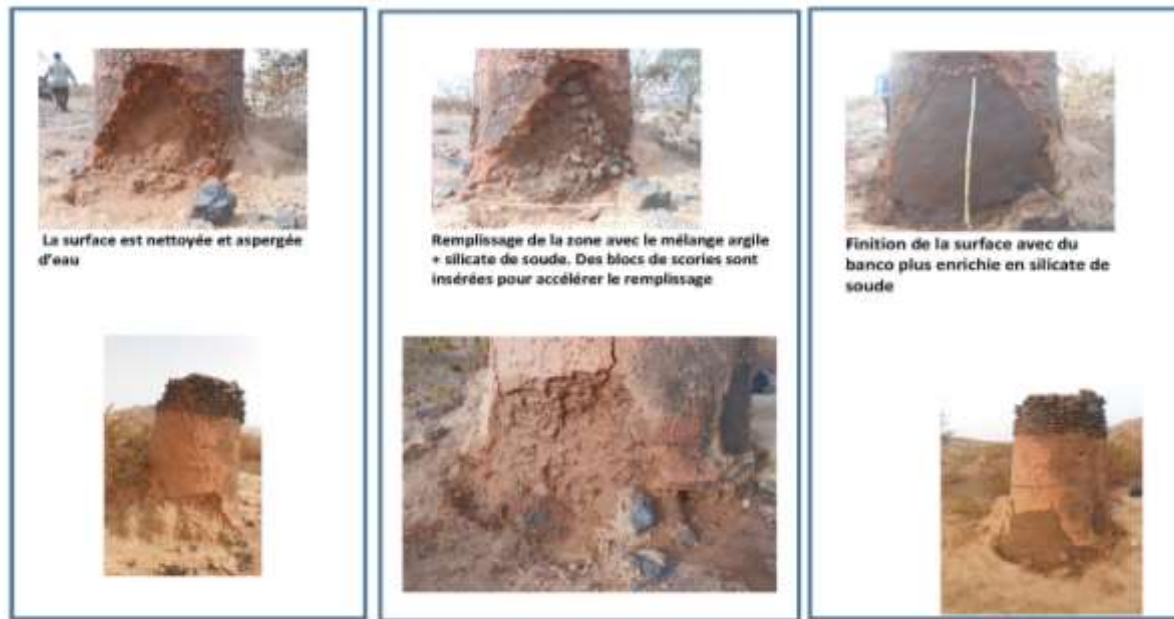 La surface est nettoyée et aspergée
d'eau
Remplissage de la zone avec le mélange argile
+ silicate de soude. Des blocs de scories sont
insérées pour accélérer le remplissage
Finition de la surface avec du
banco plus enrichie en silicate de
soude